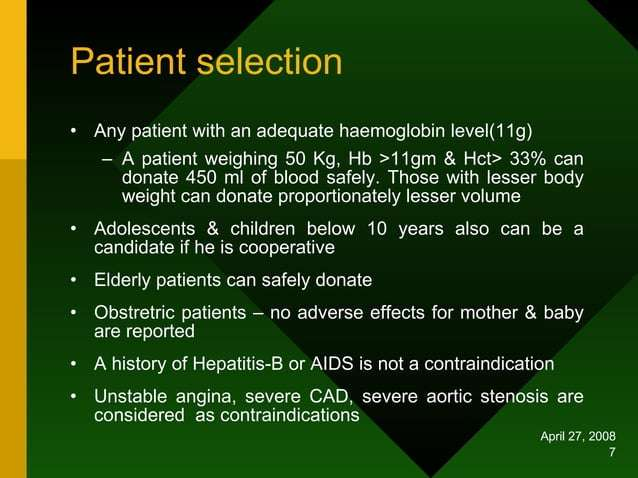 Patient selection
• Any patient with an adequate haemoglobin level(11g)
– A patient weighing 50 Kg, Hb >11gm & Hct> 33% can
donate 450 ml of blood safely. Those with lesser body
weight can donate proportionately lesser volume
• Adolescents & children below 10 years also can be a
candidate if he is cooperative
• Elderly patients can safely donate
• Obstretric patients – no adverse effects for mother & baby
are reported
• A history of Hepatitis-B or AIDS is not a contraindication
• Unstable angina, severe CAD, severe aortic stenosis are
considered as contraindications
April 27, 2008
7